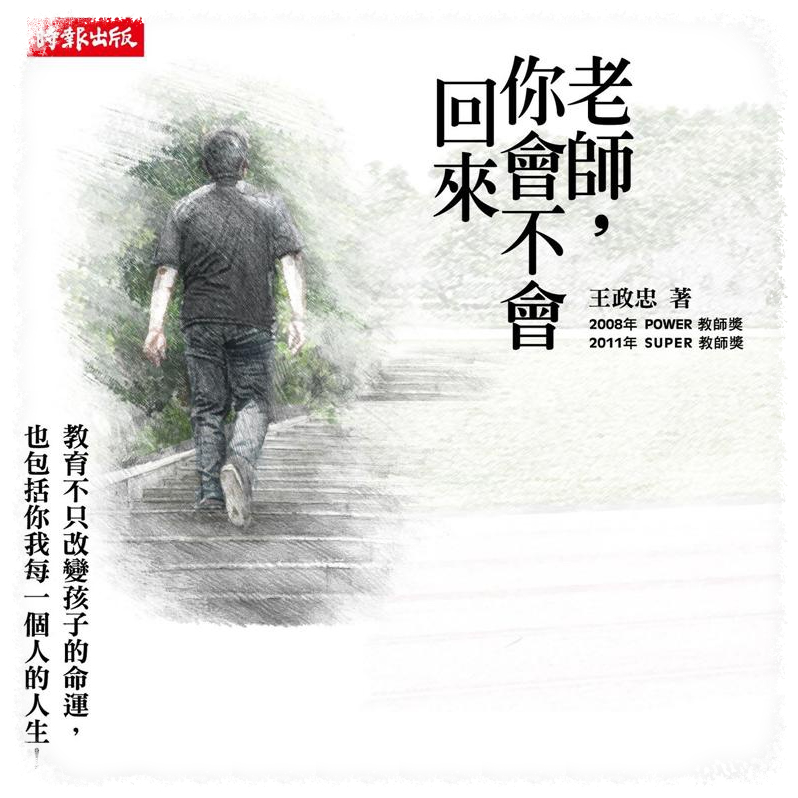 時報出版
老師，
你會不會
回來
王政忠 著
2008年 POWER 教師獎
2011年 SUPER 教師獎
教育不只改變孩子的命運，
也包括你我每一個人的人生！